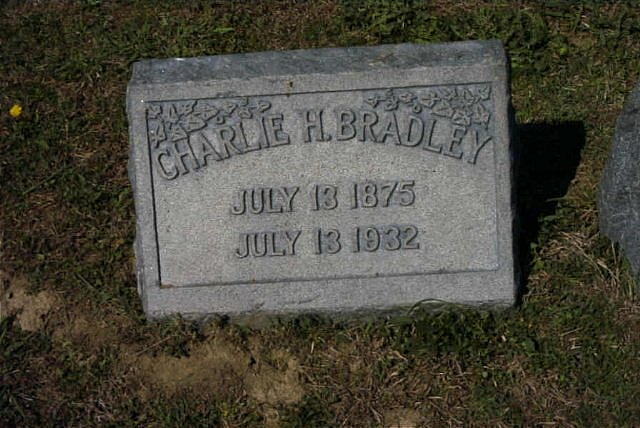 CHARLIE H. BRADLEY
JULY 13 1875
JULY 13 1932